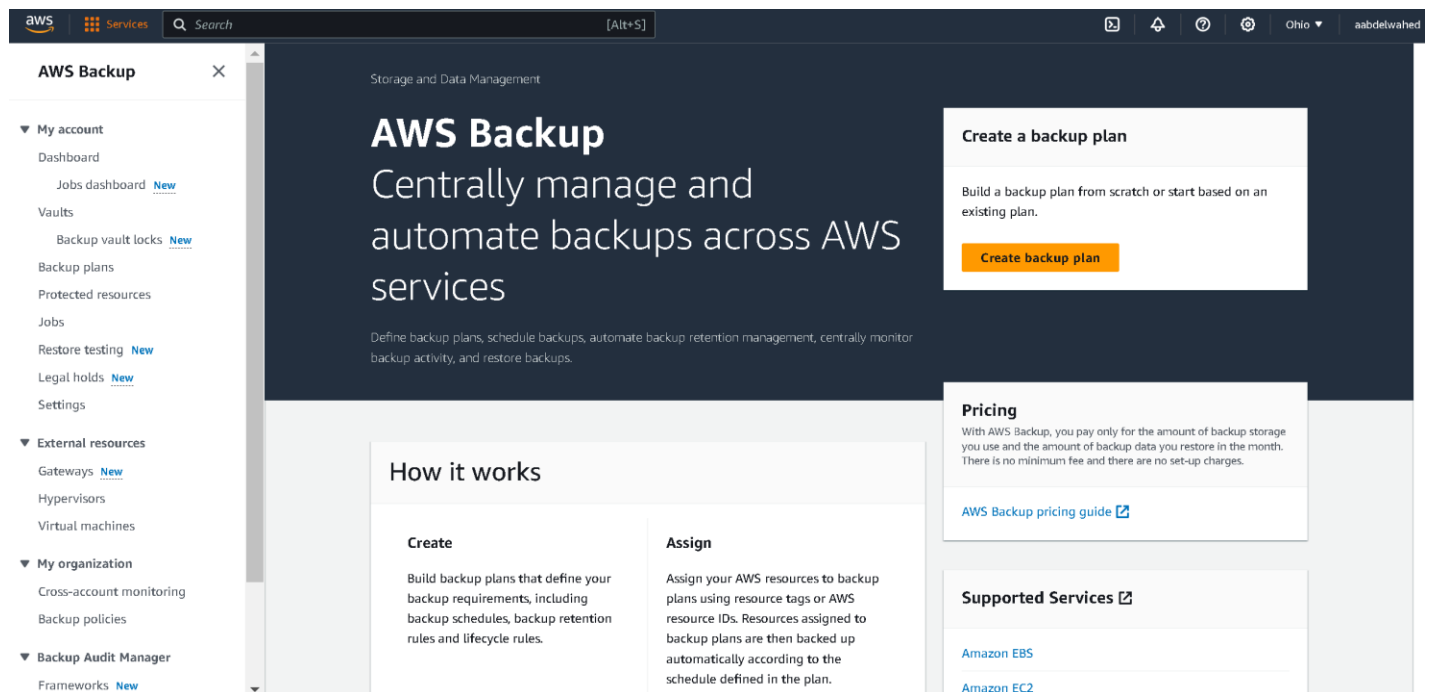 aws
Services
Search
[Alt+S]
Ohio ▼
aabdelwahed
AWS Backup
▼ My account
Dashboard
Jobs dashboard New
Vaults
Backup vault locks New
Backup plans
Protected resources
Jobs
Restore testing New
Legal holds New
Settings
▼ External resources
Gateways New
Hypervisors
Virtual machines
▼ My organization
Cross-account monitoring
Backup policies
▼ Backup Audit Manager
Frameworks New
Storage and Data Management
AWS Backup
Centrally manage and
automate backups across AWS
services
Define backup plans, schedule backups, automate backup retention management, centrally monitor
backup activity, and restore backups.
Create a backup plan
Build a backup plan from scratch or start based on an
existing plan.
Create backup plan
Pricing
With AWS Backup, you pay only for the amount of backup storage
you use and the amount of backup data you restore in the month.
There is no minimum fee and there are no set-up charges.
AWS Backup pricing guide
How it works
Create
Build backup plans that define your
backup requirements, including
backup schedules, backup retention
rules and lifecycle rules.
Assign
Assign your AWS resources to backup
plans using resource tags or AWS
resource IDs. Resources assigned to
backup plans are then backed up
automatically according to the
schedule defined in the plan.
Supported Services
Amazon EBS
Amazon EC2